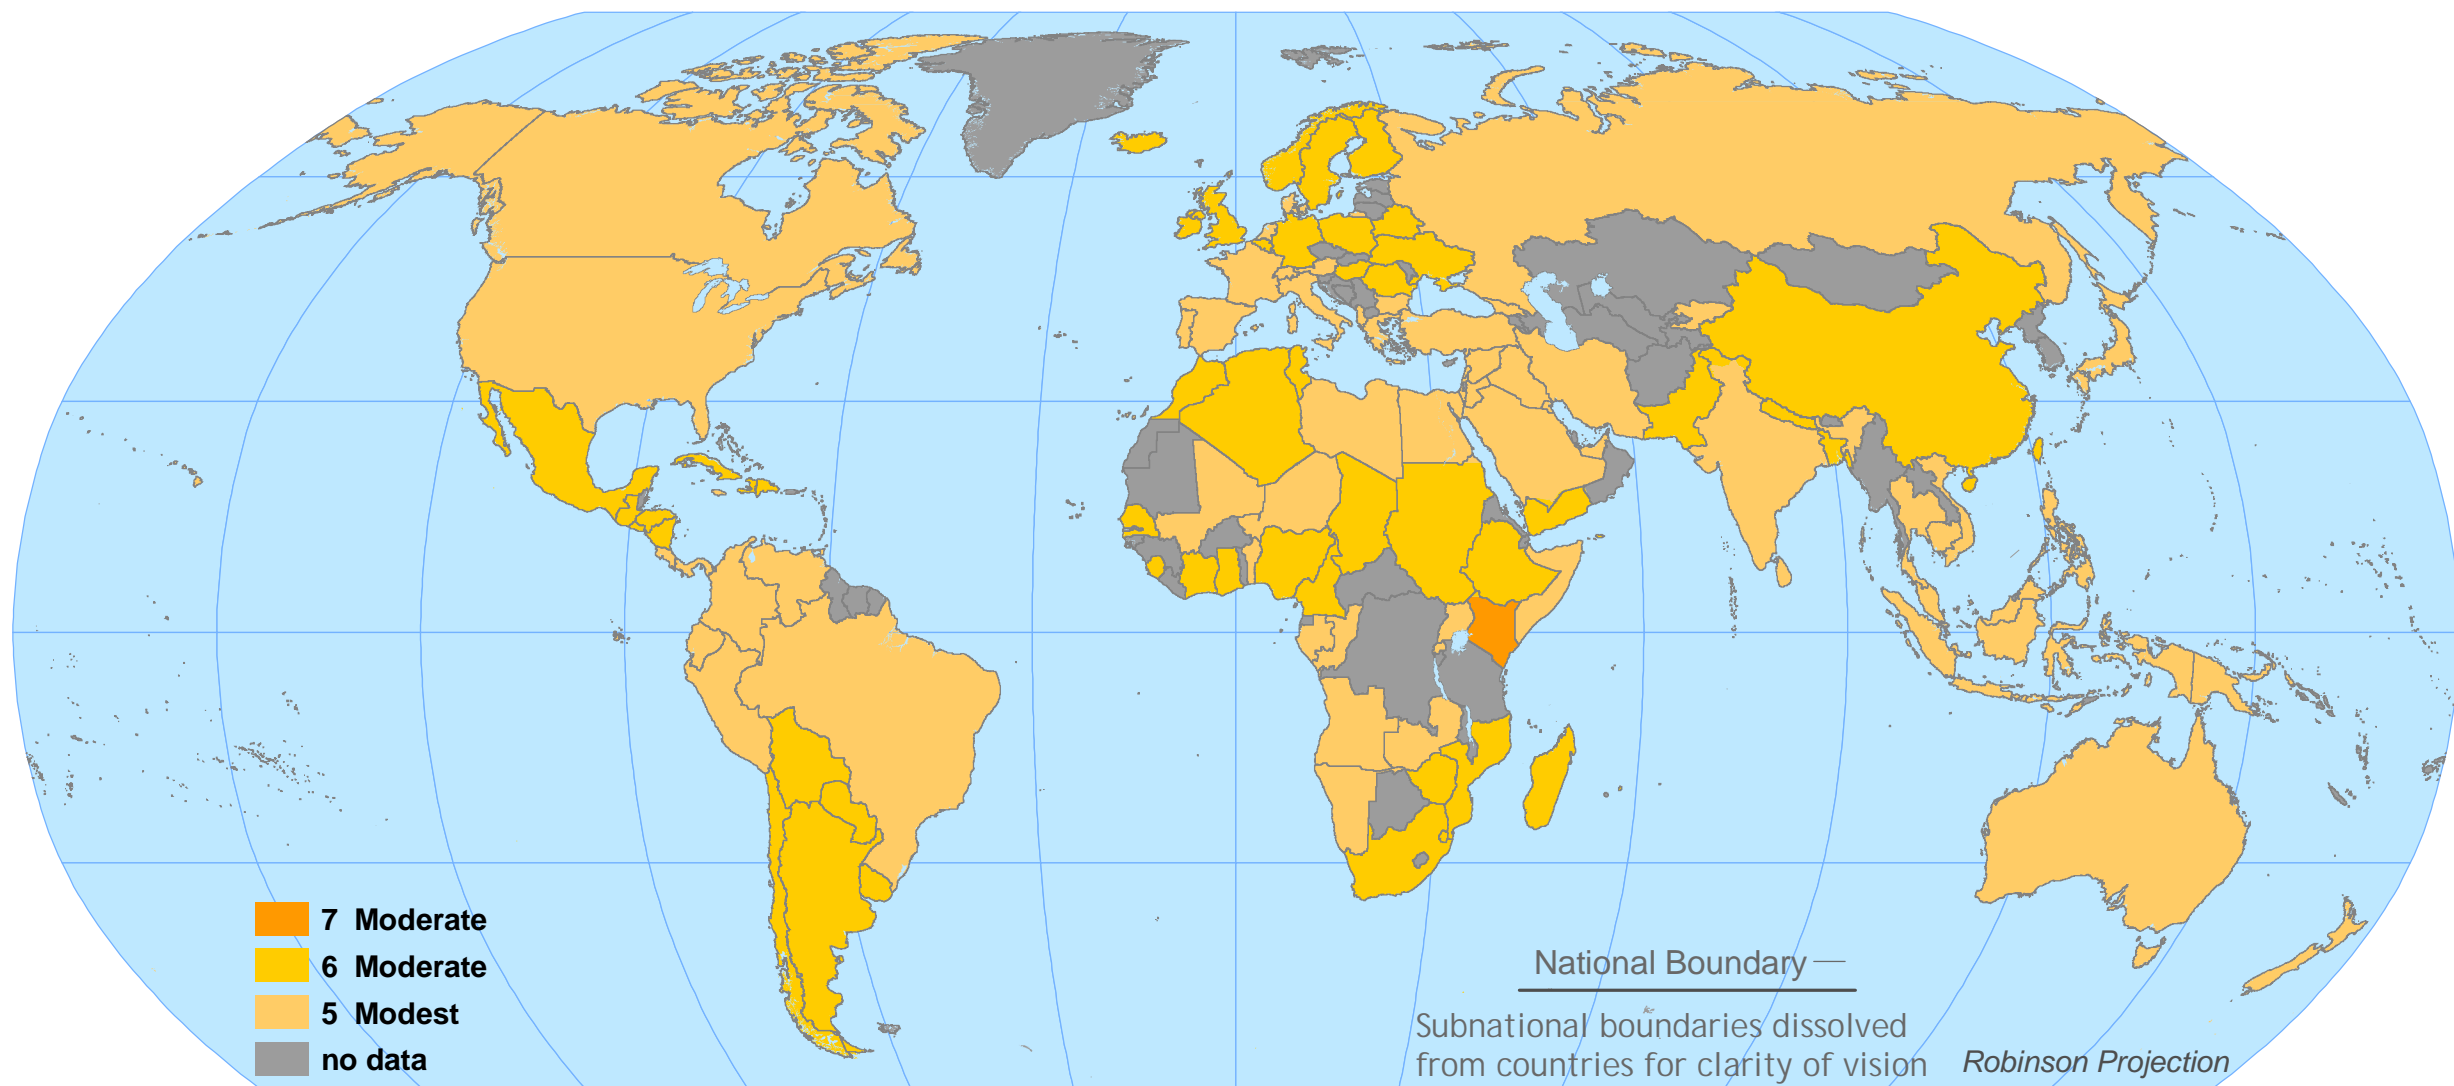 7 Moderate
6 Moderate
5 Modest
no data
National Boundary
Subnational boundaries dissolved
from countries for clarity of vision
Robinson Projection